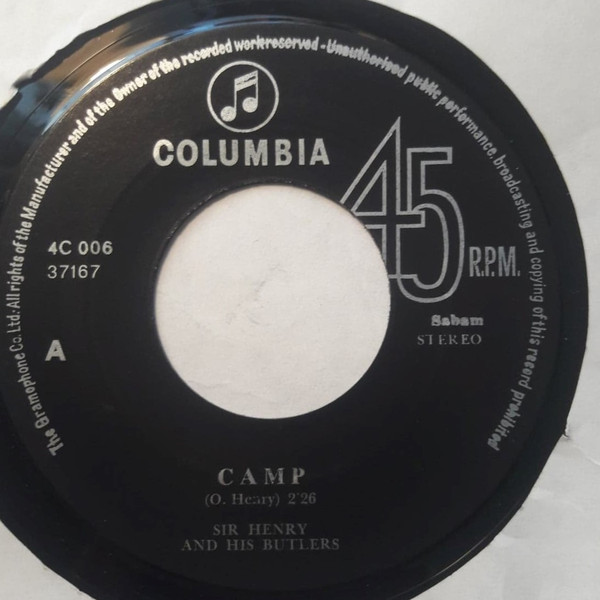 The Gramophone Co. Ltd. All rights of the Manufacturer and of the Owner of the recorded work reserved - Unauthorised public performance, broadcasting and copying of this record prohibited
COLUMBIA
45
R.P.M.
4C 006
37167
Sabam
STEREO
A
CAMP
(O. Henry) 2'26
SIR HENRY
AND HIS BUTLERS